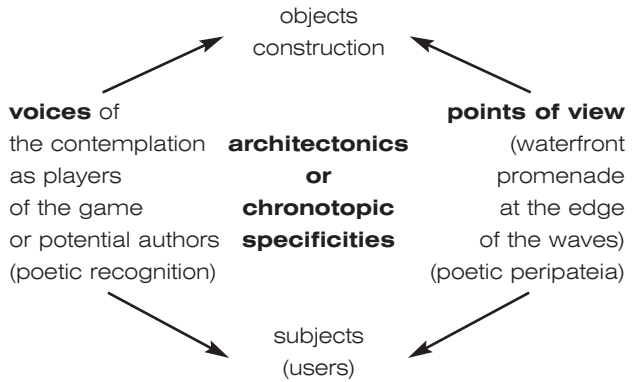 objects
construction
voices of
the contemplation
as players
of the game
or potential authors
(poetic recognition)
architectonics
or
chronotopic
specificities
points of view
(waterfront
promenade
at the edge
of the waves)
(poetic peripateia)
subjects
(users)